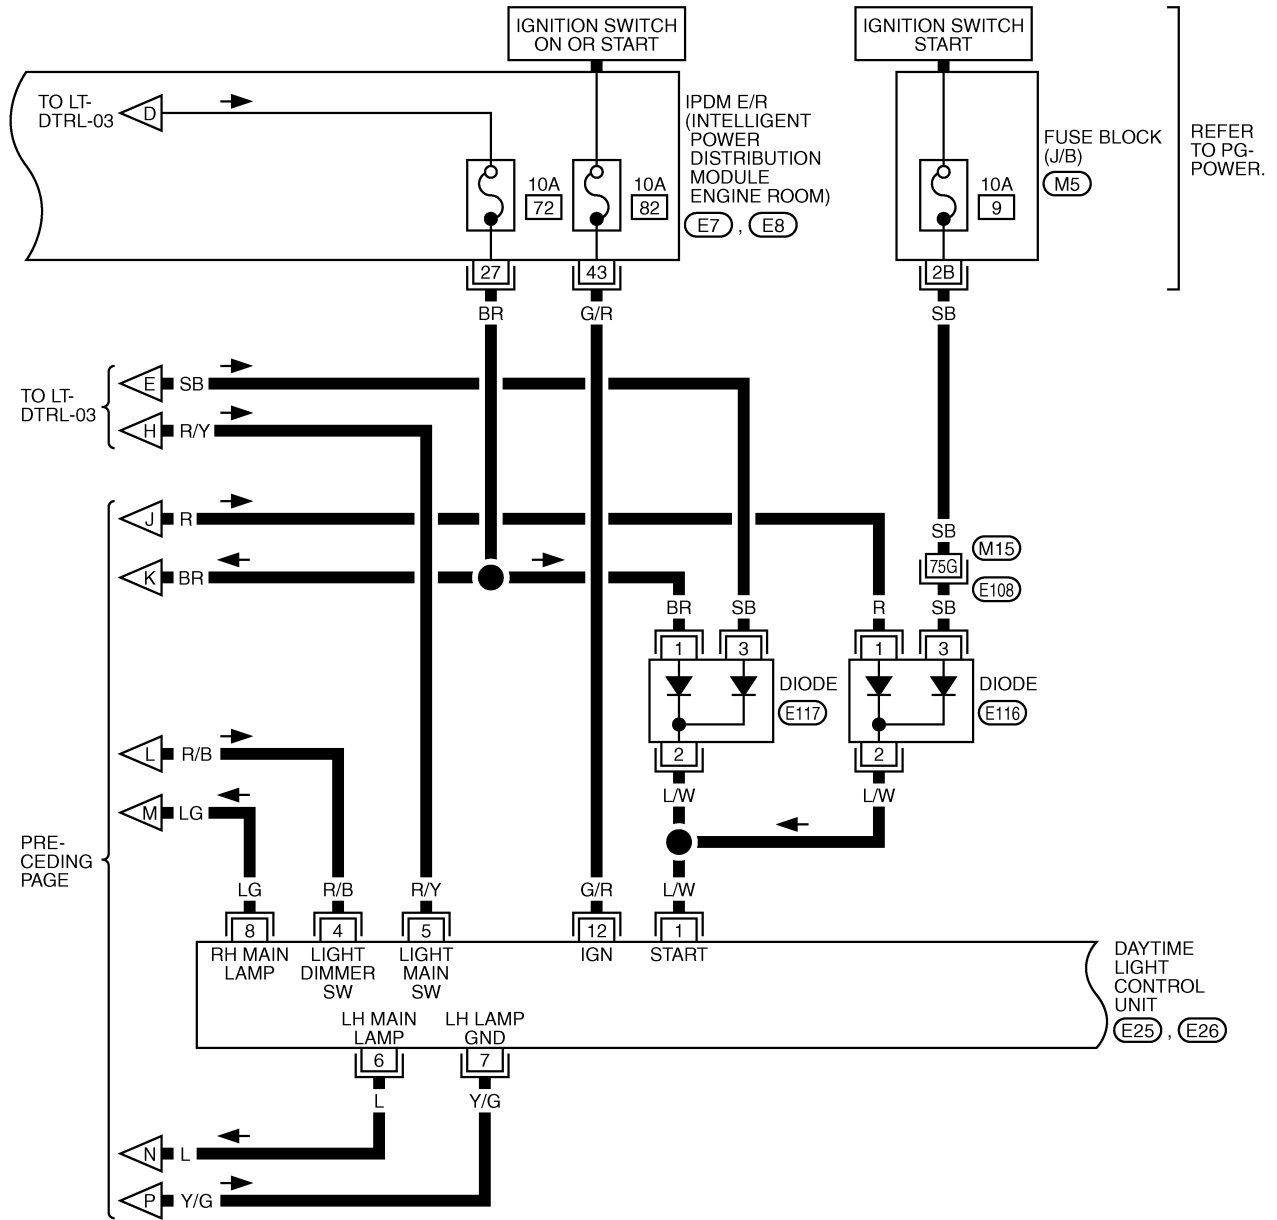 IGNITION SWITCH
ON OR START
IGNITION SWITCH
START
TO LT-
DTRL-03
D
10A
72
10A
82
IPDM E/R
(INTELLIGENT
POWER
DISTRIBUTION
MODULE
ENGINE ROOM)
E7 , E8
10A
9
FUSE BLOCK
(J/B)
M5
REFER
TO PG-
POWER.
27
43
2B
BR
G/R
SB
TO LT-
DTRL-03
E
SB
H
R/Y
J
R
K
BR
SB
75G
M15
E108
BR
SB
R
SB
1
3
1
3
DIODE
E117
DIODE
E116
2
2
L/W
L/W
PRE-
CEDING
PAGE
L
R/B
M
LG
LG
R/B
R/Y
G/R
L/W
8
4
5
12
1
RH MAIN
LAMP
LIGHT
DIMMER
SW
LIGHT
MAIN
SW
IGN
START
DAYTIME
LIGHT
CONTROL
UNIT
E25 , E26
LH MAIN
LAMP
LH LAMP
GND
6
7
L
Y/G
N
L
P
Y/G